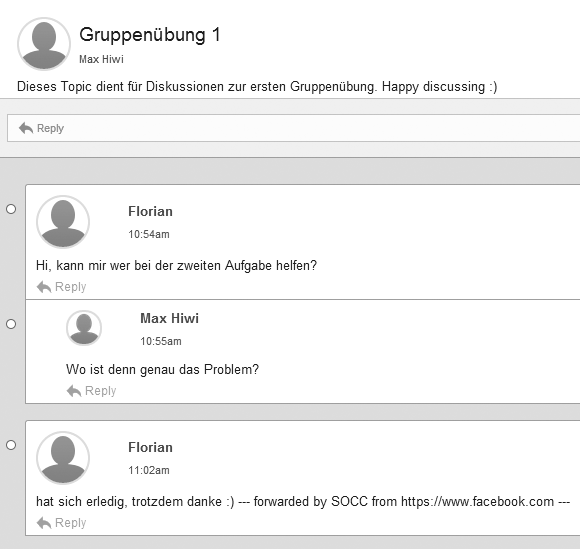 Gruppenübung 1
Max Hiwi
Dieses Topic dient für Diskussionen zur ersten Gruppenübung. Happy discussing :)
Reply
Florian
10:54am
Hi, kann mir wer bei der zweiten Aufgabe helfen?
Reply
Max Hiwi
10:55am
Wo ist denn genau das Problem?
Reply
Florian
11:02am
hat sich erledig, trotzdem danke :) --- forwarded by SOCC from https://www.facebook.com ---
Reply